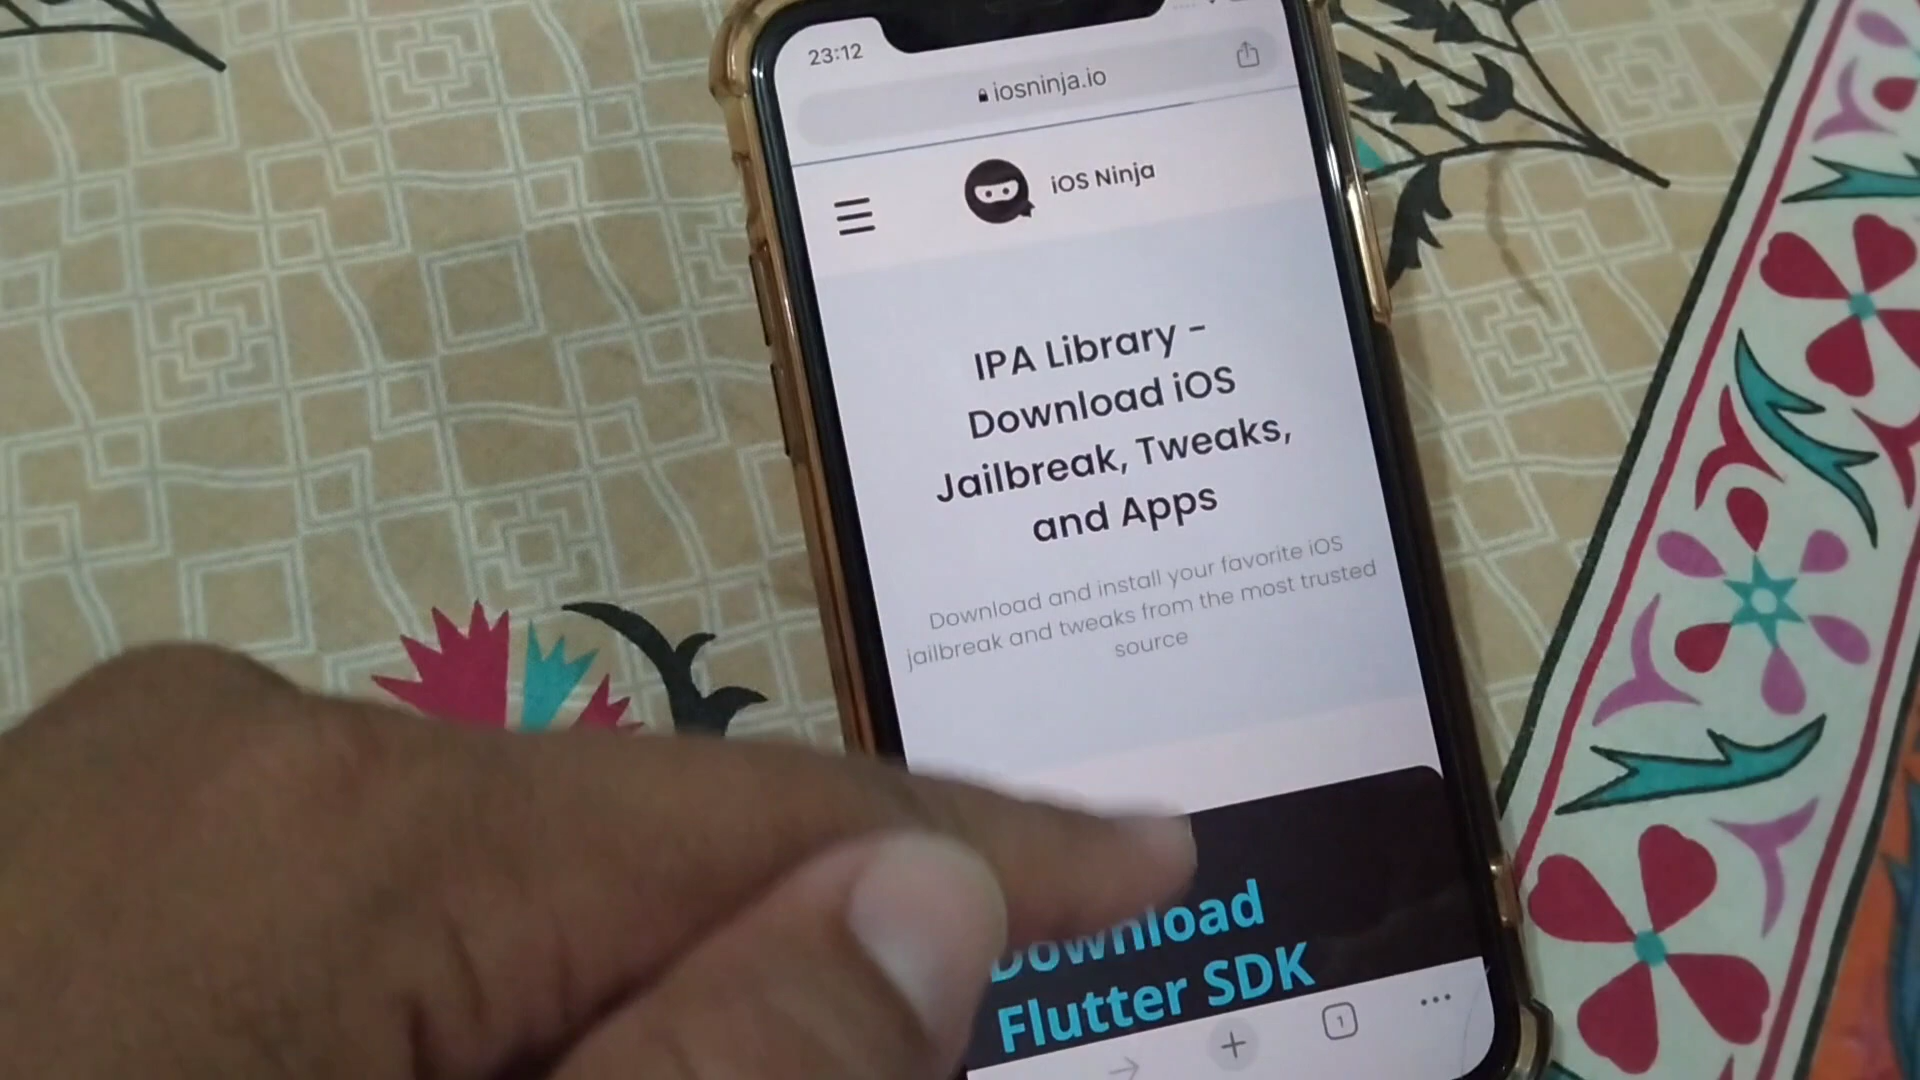 23:12
iosninja.io
iOS Ninja
IPA Library -
Download iOS
Jailbreak, Tweaks,
and Apps
Download and install your favorite iOS
jailbreak and tweaks from the most trusted
source
Download
Flutter SDK
1